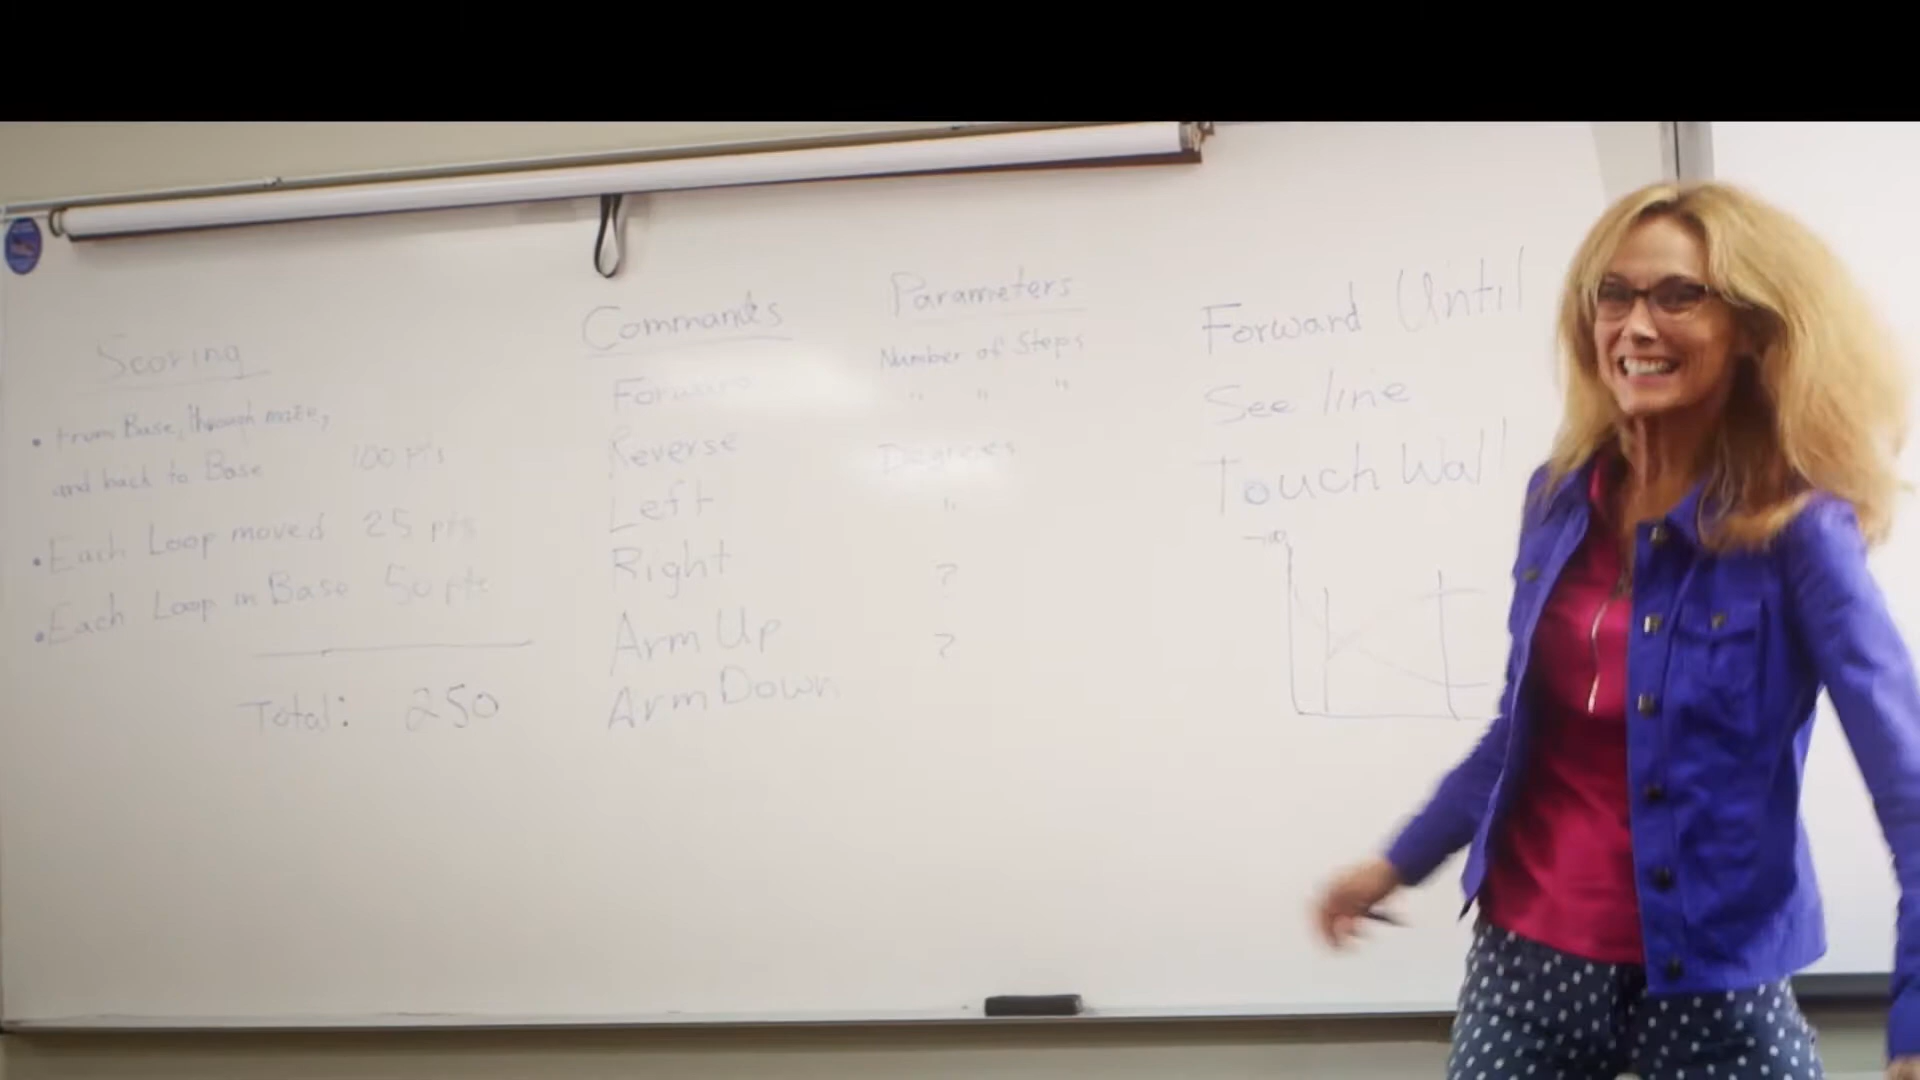 Scoring
• From Base, through maze,
and back to Base 100 pts
• Each Loop moved 25 pts
• Each Loop in Base 50 pts
Total: 250
Commands
Forward
Reverse
Left
Right
Arm Up
Arm Down
Parameters
Number of Steps
" " "
Degrees
"
?
?
Forward Until
See line
Touch Wall